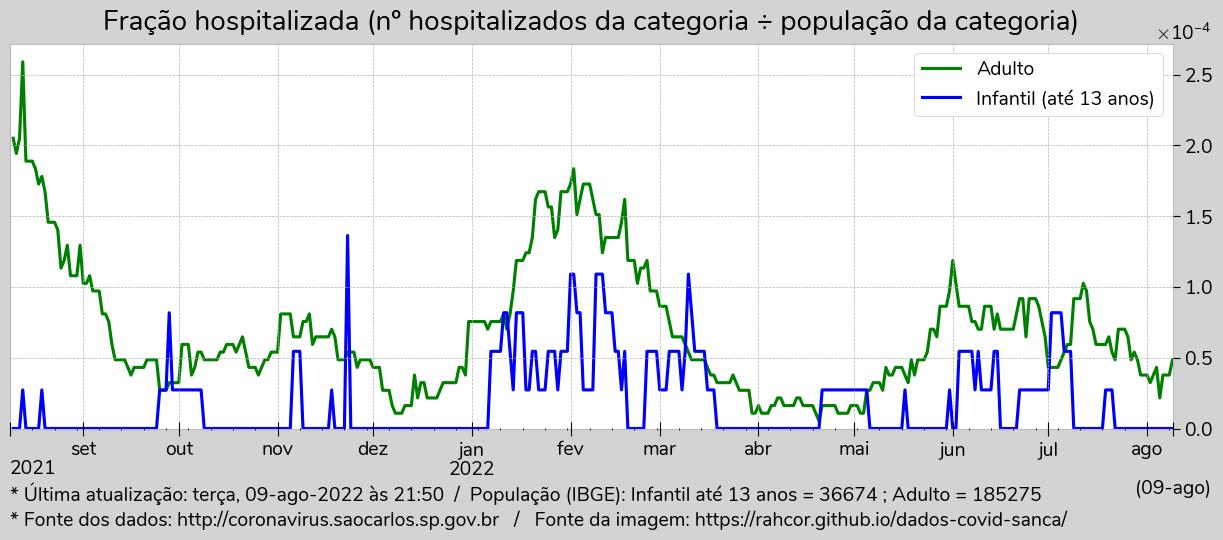 Fração hospitalizada (nº hospitalizados da categoria ÷ população da categoria)
×10⁻⁴
Adulto
Infantil (até 13 anos)
2.5
2.0
1.5
1.0
0.5
0.0
set out nov dez jan fev mar abr mai jun jul ago
2021 2022
(09-ago)
* Última atualização: terça, 09-ago-2022 às 21:50 / População (IBGE): Infantil até 13 anos = 36674 ; Adulto = 185275
* Fonte dos dados: http://coronavirus.saocarlos.sp.gov.br / Fonte da imagem: https://rahcor.github.io/dados-covid-sanca/